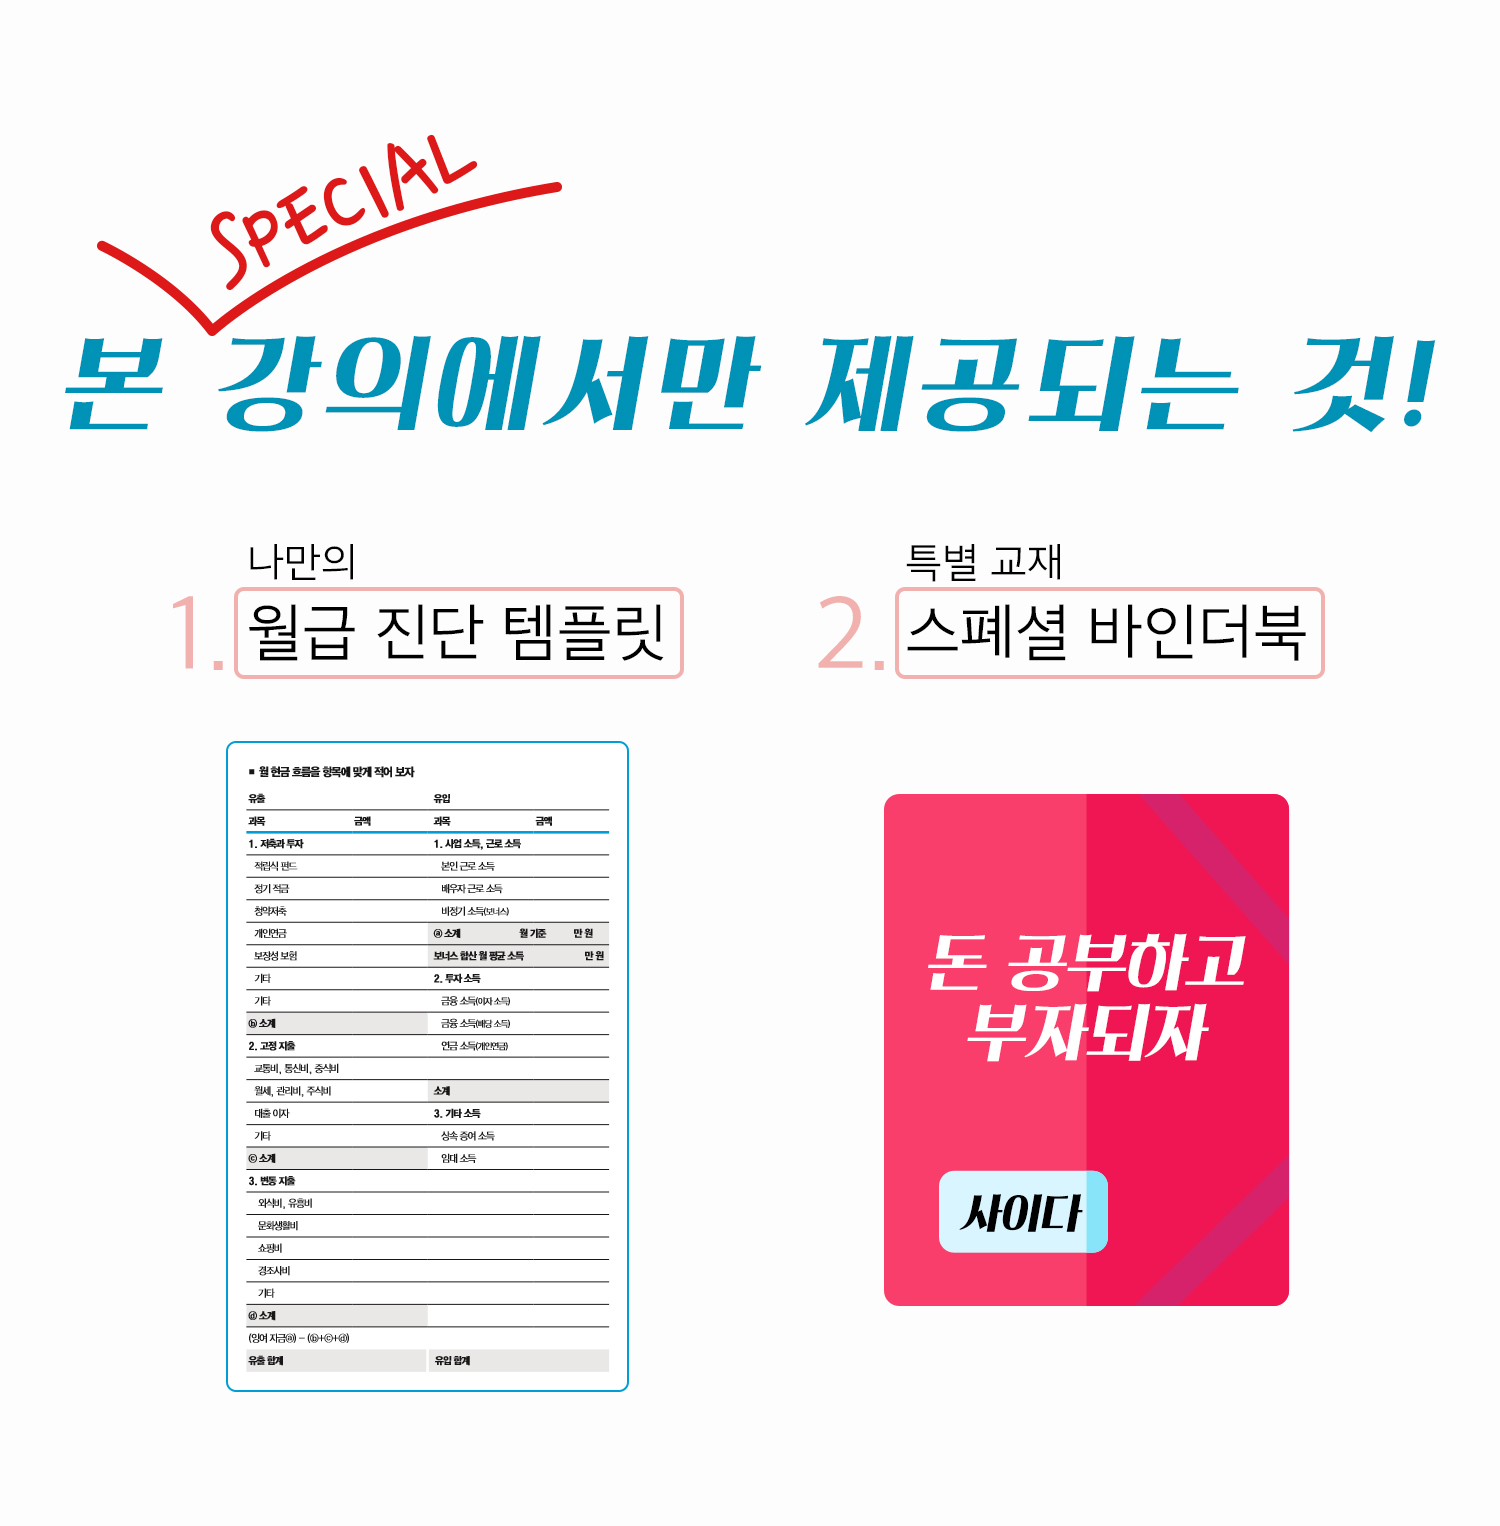 SPECIAL
본 강의에서만 제공되는 것!
나만의
1. 월급 진단 템플릿
특별 교재
2. 스페셜 바인더북
■ 월 현금 흐름을 항목에 맞게 적어 보자
유출 유입
과목 금액 과목 금액
1. 저축과 투자 1. 사업 소득, 근로 소득
적립식 펀드 본인 근로 소득
정기 적금 배우자 근로 소득
청약저축 비정기 소득(보너스)
개인연금 ⓐ 소계 월 기준 만 원
보장성 보험 보너스 합산 월 평균 소득 만 원
기타 2. 투자 소득
기타 금융 소득(이자 소득)
ⓑ 소계 금융 소득(배당 소득)
2. 고정 지출 연금 소득(개인연금)
교통비, 통신비, 중식비
월세, 관리비, 주식비 소계
대출 이자 3. 기타 소득
기타 상속 증여 소득
ⓒ 소계 임대 소득
3. 변동 지출
외식비, 유흥비
문화생활비
쇼핑비
경조사비
기타
ⓓ 소계
(잉여 자금ⓐ) − (ⓑ+ⓒ+ⓓ)
유출 합계 유입 합계
돈 공부하고
부자되자
사이다